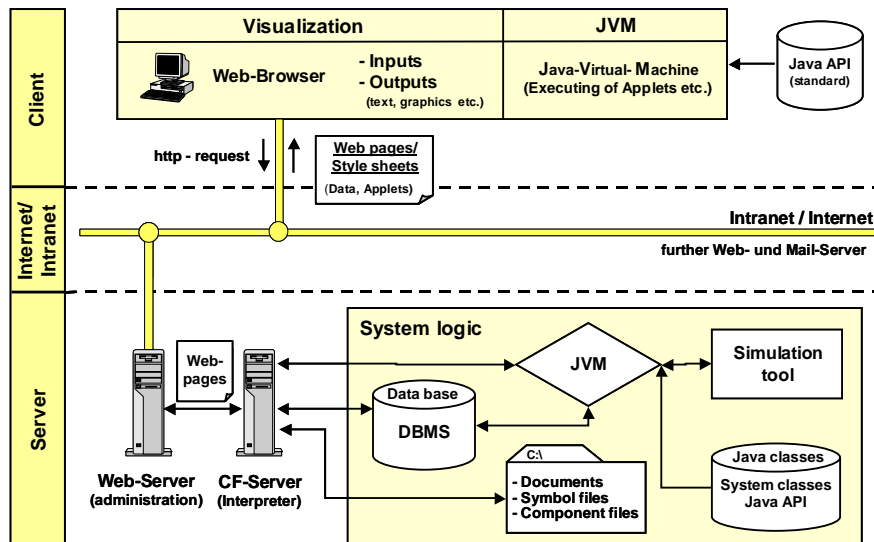 Visualization
JVM
Client
Web-Browser
- Inputs
- Outputs
(text, graphics etc.)
Java-Virtual- Machine
(Executing of Applets etc.)
Java API
(standard)
http - request
Web pages/
Style sheets
(Data, Applets)
Internet/
Intranet
Intranet / Internet
further Web- und Mail-Server
Server
System logic
Web-
pages
JVM
Simulation
tool
Data base
DBMS
Web-Server
(administration)
CF-Server
(Interpreter)
C:\
- Documents
- Symbol files
- Component files
Java classes
System classes
Java API